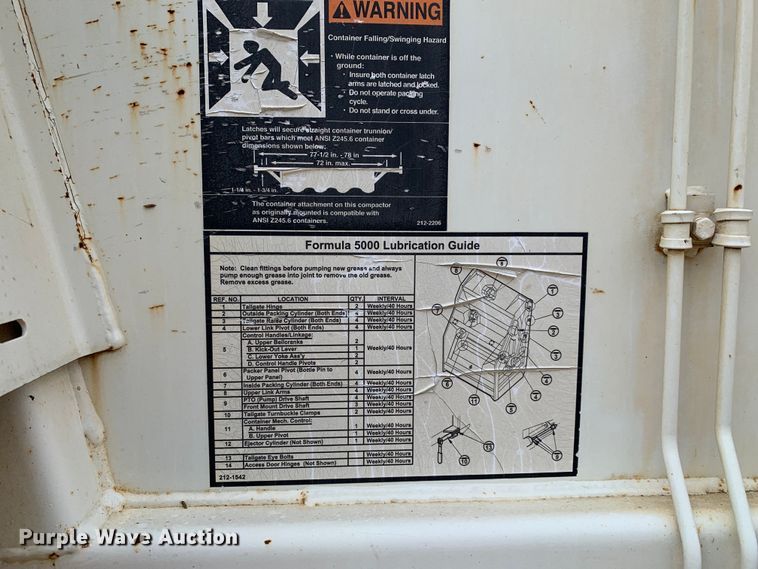 WARNING
Container Falling/Swinging Hazard
• While container is off the
ground:
• Insure both container latch
arms are latched and locked.
• Do not operate packing
cycle.
• Do not stand or cross under.
Latches will secure straight container trunnion/
pivot bars which meet ANSI Z245.6 container
dimensions shown below.
77-1/2 in. - 78 in
72 in. max.
1-1/4 in. - 1-3/4 in.
The container attachment on this compactor
as originally mounted is compatible with
ANSI Z245.6 containers.
212-2206
Formula 5000 Lubrication Guide
Note: Clean fittings before pumping new grease and always
pump enough grease into joint to remove the old grease.
Remove excess grease.
REF. NO. LOCATION QTY. INTERVAL
1 Tailgate Hinges 2 Weekly/40 Hours
2 Outside Packing Cylinder (Both Ends) Weekly/40 Hours
3 Tailgate Raise Cylinder (Both Ends) 4 Weekly/40 Hours
4 Lower Link Pivot (Both Ends) 4 Weekly/40 Hours
5 Control Handles/Linkage:
A. Upper Bellcranks 2
B. Kick-Out Lever 1 Weekly/40 Hours
C. Lower Yoke Ass'y 2
D. Control Handle Pivots 2
6 Packer Panel Pivot (Bottle Pin to 4 Weekly/40 Hours
Upper Panel)
7 Inside Packing Cylinder (Both Ends) 4 Weekly/40 Hours
8 Upper Link Arms 4 Weekly/40 Hours
9 PTO (Pump) Drive Shaft 4 Weekly/40 Hours
Front Mount Drive Shaft 3 Weekly/40 Hours
10 Tailgate Turnbuckle Clamps 2 Weekly/40 Hours
11 Container Mech. Control:
A. Handle 1 Weekly/40 Hours
B. Upper Pivot 1 Weekly/40 Hours
12 Ejector Cylinder (Not Shown) 1 Weekly/40 Hours
13 Tailgate Eye Bolts Weekly/40 Hours
14 Access Door Hinges (Not Shown) Weekly/40 Hours
212-1542
10
13
Purple Wave Auction